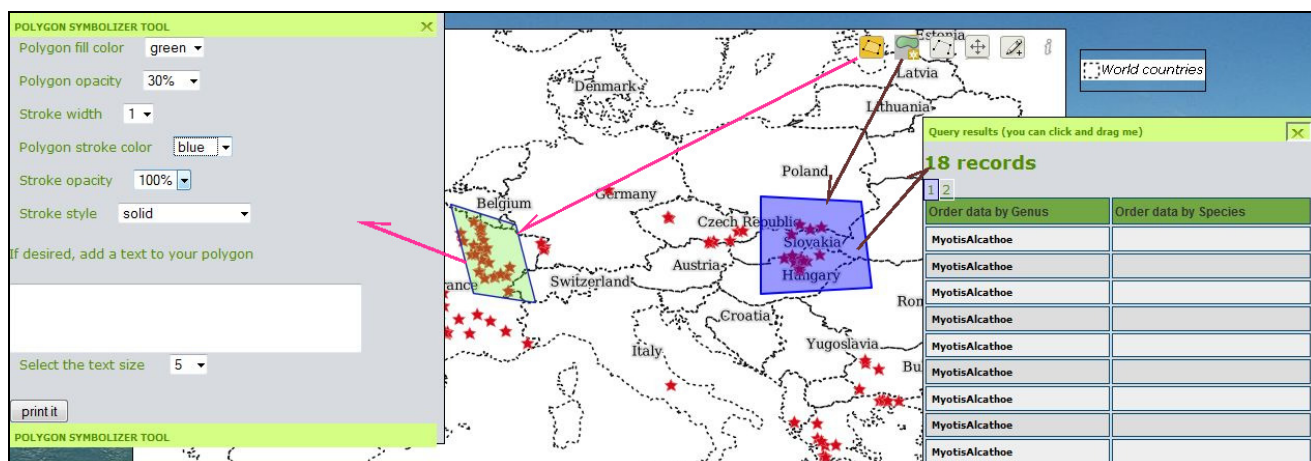 POLYGON SYMBOLIZER TOOL
Polygon fill color green
Polygon opacity 30%
Stroke width 1
Polygon stroke color blue
Stroke opacity 100%
Stroke style solid
If desired, add a text to your polygon
Select the text size 5
print it
POLYGON SYMBOLIZER TOOL
Estonia
Latvia
Lithuania
Denmark
Poland
Germany
Belgium
Czech Republic
Slovakia
Austria
Hungary
Switzerland
Croatia
Italy
Yugoslavia
World countries
Query results (you can click and drag me)
18 records
1 2
Order data by Genus Order data by Species
MyotisAlcathoe
MyotisAlcathoe
MyotisAlcathoe
MyotisAlcathoe
MyotisAlcathoe
MyotisAlcathoe
MyotisAlcathoe
MyotisAlcathoe
MyotisAlcathoe